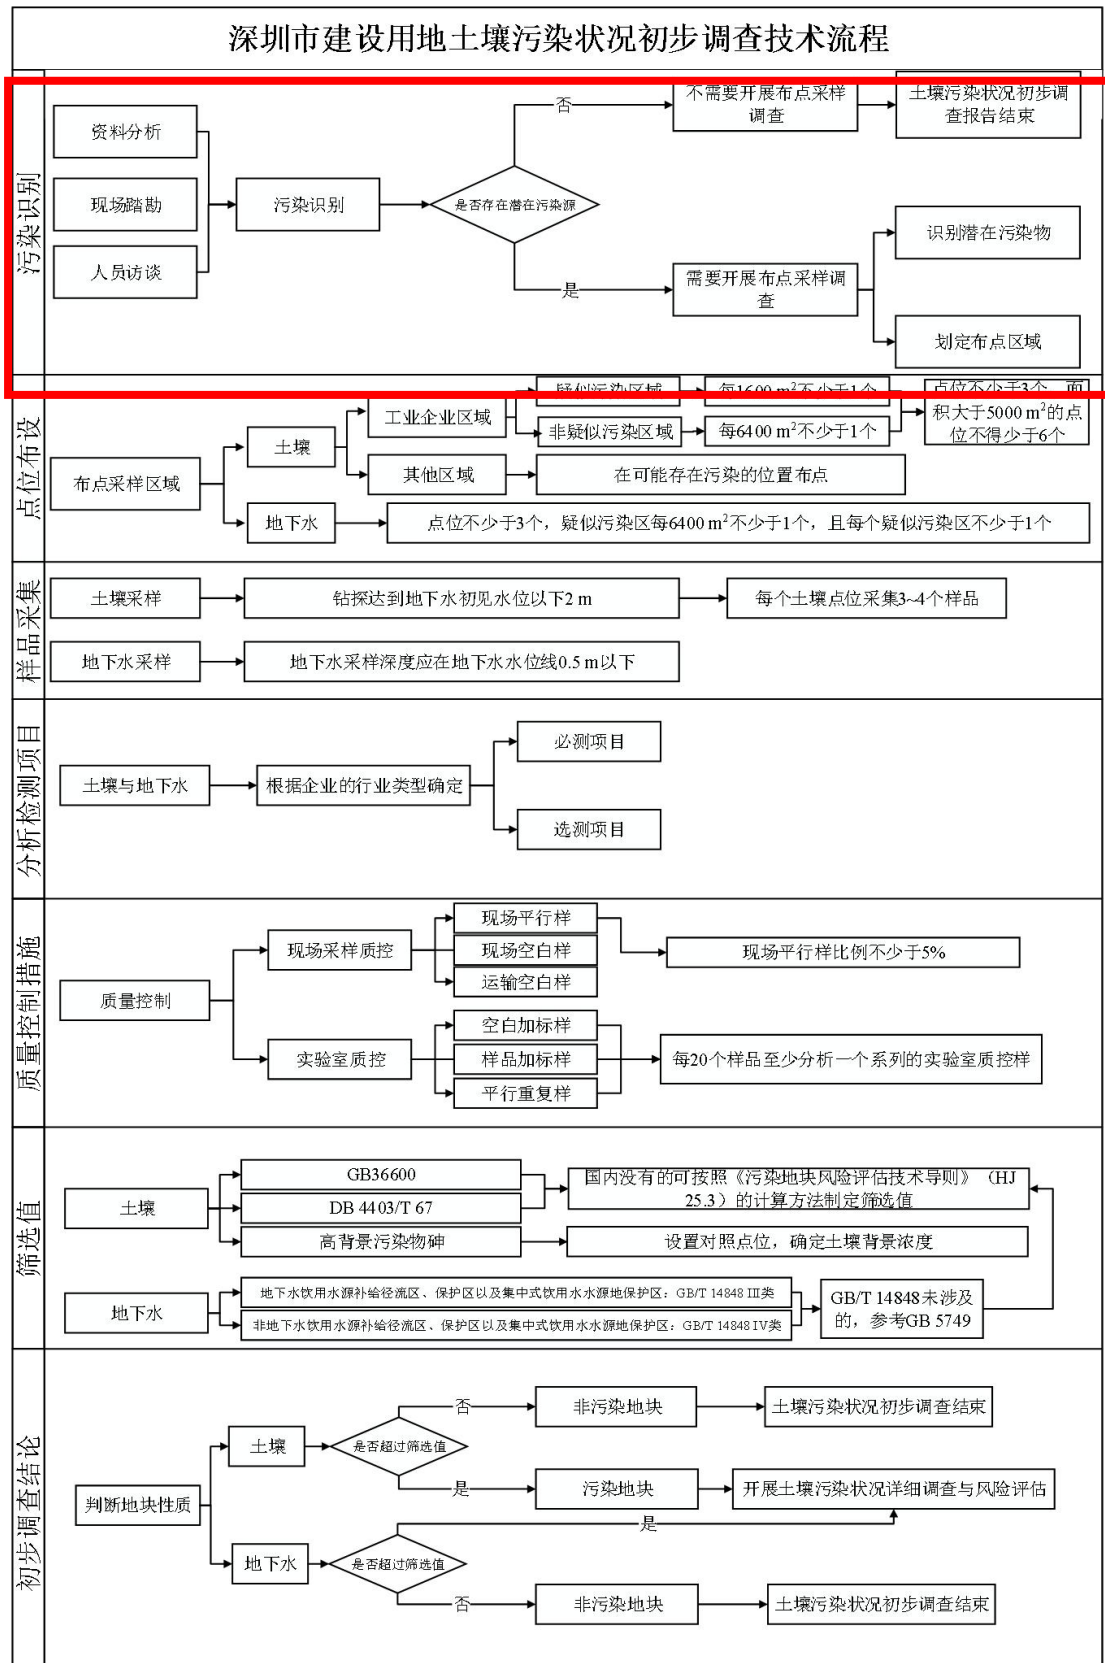 深圳市建设用地土壤污染状况初步调查技术流程
污染识别
资料分析
现场踏勘
人员访谈
污染识别
是否存在潜在污染源
否
不需要开展布点采样
调查
土壤污染状况初步调
查报告结束
是
需要开展布点采样调
查
识别潜在污染物
划定布点区域
点位布设
布点采样区域
土壤
工业企业区域
疑似污染区域
每1600 m²不少于1个
非疑似污染区域
每6400 m²不少于1个
点位不少于3个，面
积大于5000 m²的点
位不得少于6个
其他区域
在可能存在污染的位置布点
地下水
点位不少于3个，疑似污染区每6400 m²不少于1个，且每个疑似污染区不少于1个
样品采集
土壤采样
钻探达到地下水初见水位以下2 m
每个土壤点位采集3~4个样品
地下水采样
地下水采样深度应在地下水水位线0.5 m以下
分析检测项目
土壤与地下水
根据企业的行业类型确定
必测项目
选测项目
质量控制措施
质量控制
现场采样质控
现场平行样
现场空白样
运输空白样
现场平行样比例不少于5%
实验室质控
空白加标样
样品加标样
平行重复样
每20个样品至少分析一个系列的实验室质控样
筛选值
土壤
GB36600
DB 4403/T 67
国内没有的可按照《污染地块风险评估技术导则》（HJ
25.3）的计算方法制定筛选值
高背景污染物砷
设置对照点位，确定土壤背景浓度
地下水
地下水饮用水源补给径流区、保护区以及集中式饮用水水源地保护区：GB/T 14848 III类
非地下水饮用水源补给径流区、保护区以及集中式饮用水水源地保护区：GB/T 14848 IV类
GB/T 14848未涉及
的，参考GB 5749
初步调查结论
判断地块性质
土壤
是否超过筛选值
否
非污染地块
土壤污染状况初步调查结束
是
污染地块
开展土壤污染状况详细调查与风险评估
地下水
是否超过筛选值
是
否
非污染地块
土壤污染状况初步调查结束